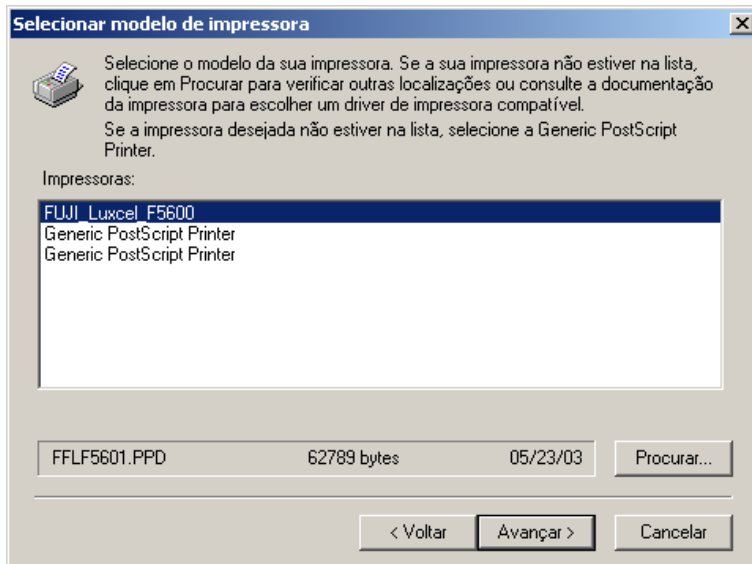 Selecionar modelo de impressora
Selecione o modelo da sua impressora. Se a sua impressora não estiver na lista,
clique em Procurar para verificar outras localizações ou consulte a documentação
da impressora para escolher um driver de impressora compatível.
Se a impressora desejada não estiver na lista, selecione a Generic PostScript
Printer.
Impressoras:
FUJI_Luxcel_F5600
Generic PostScript Printer
Generic PostScript Printer
FFLF5601.PPD 62789 bytes 05/23/03 Procurar...
< Voltar Avançar > Cancelar